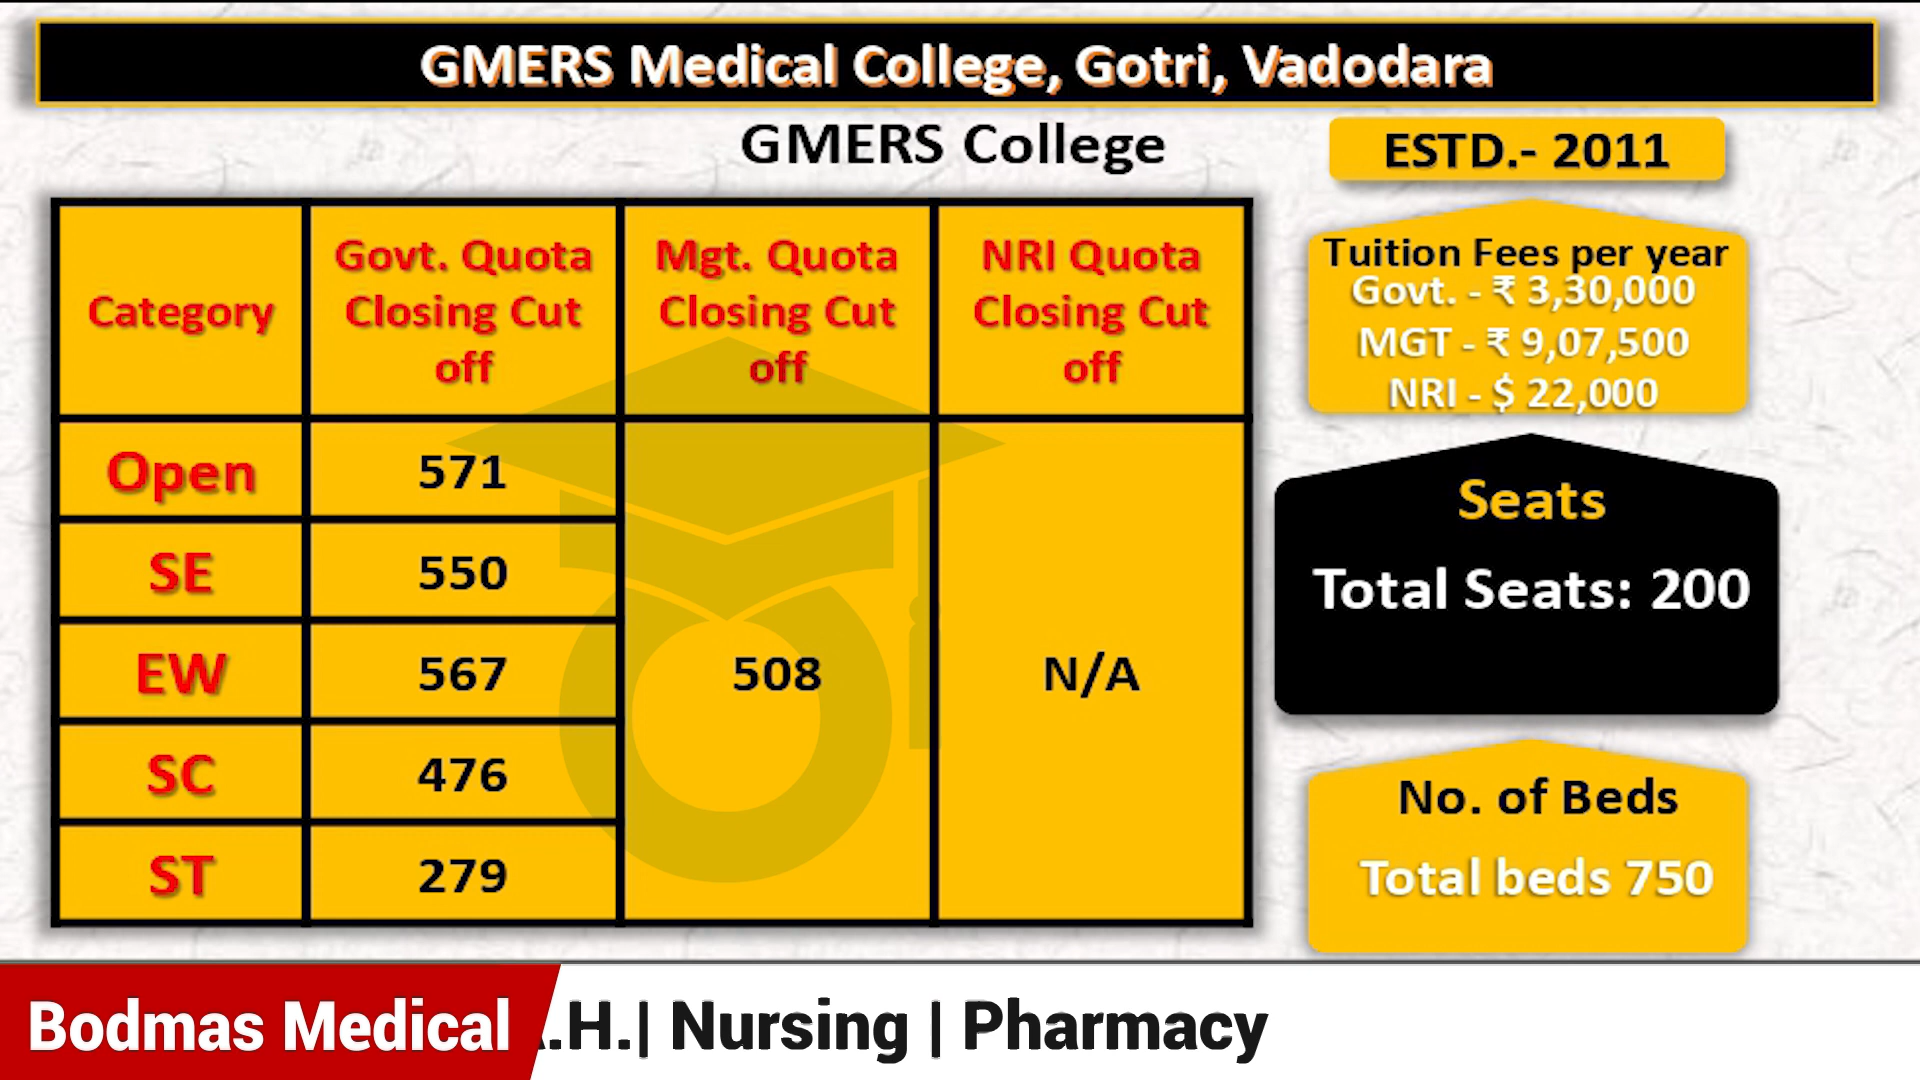 GMERS Medical College, Gotri, Vadodara
GMERS College
ESTD.- 2011
Category
Govt. Quota
Closing Cut
off
Mgt. Quota
Closing Cut
off
NRI Quota
Closing Cut
off
Open
571
SE
550
EW
567
508
N/A
SC
476
ST
279
Tuition Fees per year
Govt. - ₹ 3,30,000
MGT - ₹ 9,07,500
NRI - $ 22,000
Seats
Total Seats: 200
No. of Beds
Total beds 750
Bodmas Medical
.H.| Nursing | Pharmacy